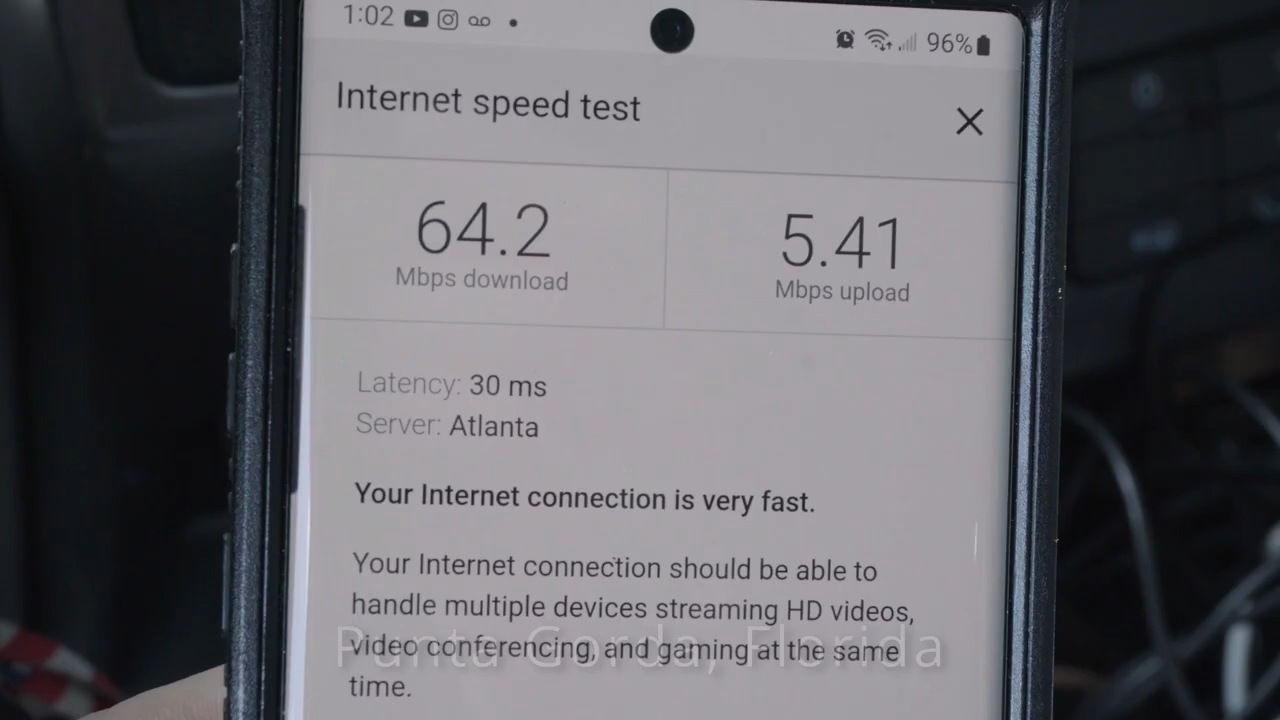 1:02
96%
Internet speed test
64.2
Mbps download
5.41
Mbps upload
Latency: 30 ms
Server: Atlanta
Your Internet connection is very fast.
Your Internet connection should be able to
handle multiple devices streaming HD videos,
video conferencing, and gaming at the same
time.
Punta Gorda, Florida